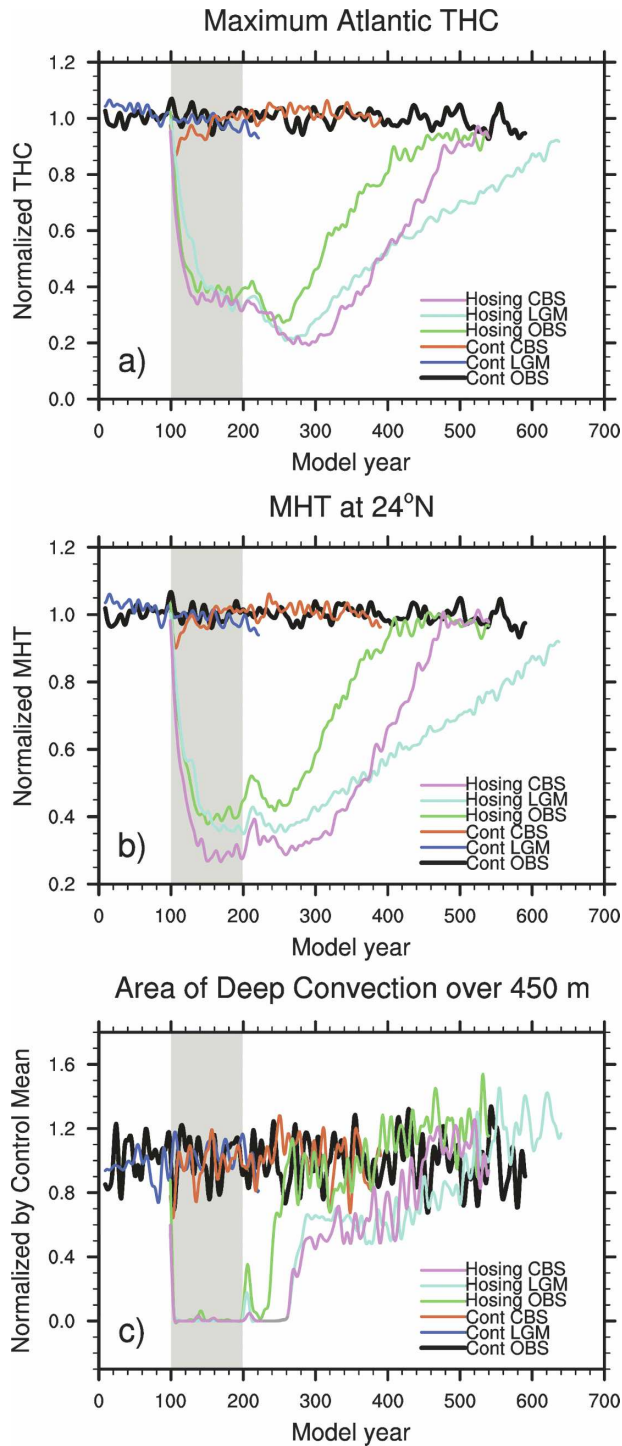 Maximum Atlantic THC
1.2
1.0
0.8
0.6
0.4
0.2
0.0
Normalized THC
Hosing CBS
Hosing LGM
Hosing OBS
Cont CBS
Cont LGM
Cont OBS
a)
0 100 200 300 400 500 600 700
Model year
MHT at 24°N
1.2
1.0
0.8
0.6
0.4
0.2
Normalized MHT
Hosing CBS
Hosing LGM
Hosing OBS
Cont CBS
Cont LGM
Cont OBS
b)
0 100 200 300 400 500 600 700
Model year
Area of Deep Convection over 450 m
1.6
1.2
0.8
0.4
0.0
Normalized by Control Mean
Hosing CBS
Hosing LGM
Hosing OBS
Cont CBS
Cont LGM
Cont OBS
c)
0 100 200 300 400 500 600 700
Model year